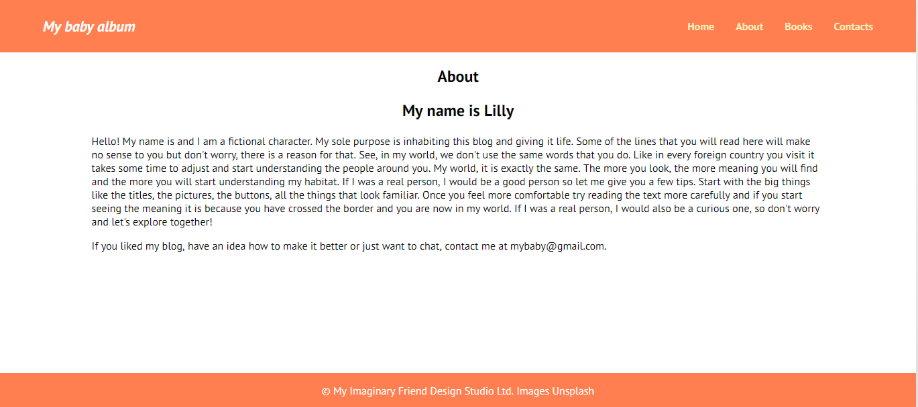 My baby album
Home About Books Contacts
About
My name is Lilly
Hello! My name is and I am a fictional character. My sole purpose is inhabiting this blog and giving it life. Some of the lines that you will read here will make
no sense to you but don't worry, there is a reason for that. See, in my world, we don't use the same words that you do. Like in every foreign country you visit it
takes some time to adjust and start understanding the people around you. My world, it is exactly the same. The more you look, the more meaning you will find
and the more you will start understanding my habitat. If I was a real person, I would be a good person so let me give you a few tips. Start with the big things
like the titles, the pictures, the buttons, all the things that look familiar. Once you feel more comfortable try reading the text more carefully and if you start
seeing the meaning it is because you have crossed the border and you are now in my world. If I was a real person, I would also be a curious one, so don't worry
and let's explore together!
If you liked my blog, have an idea how to make it better or just want to chat, contact me at mybaby@gmail.com.
© My Imaginary Friend Design Studio Ltd. Images Unsplash